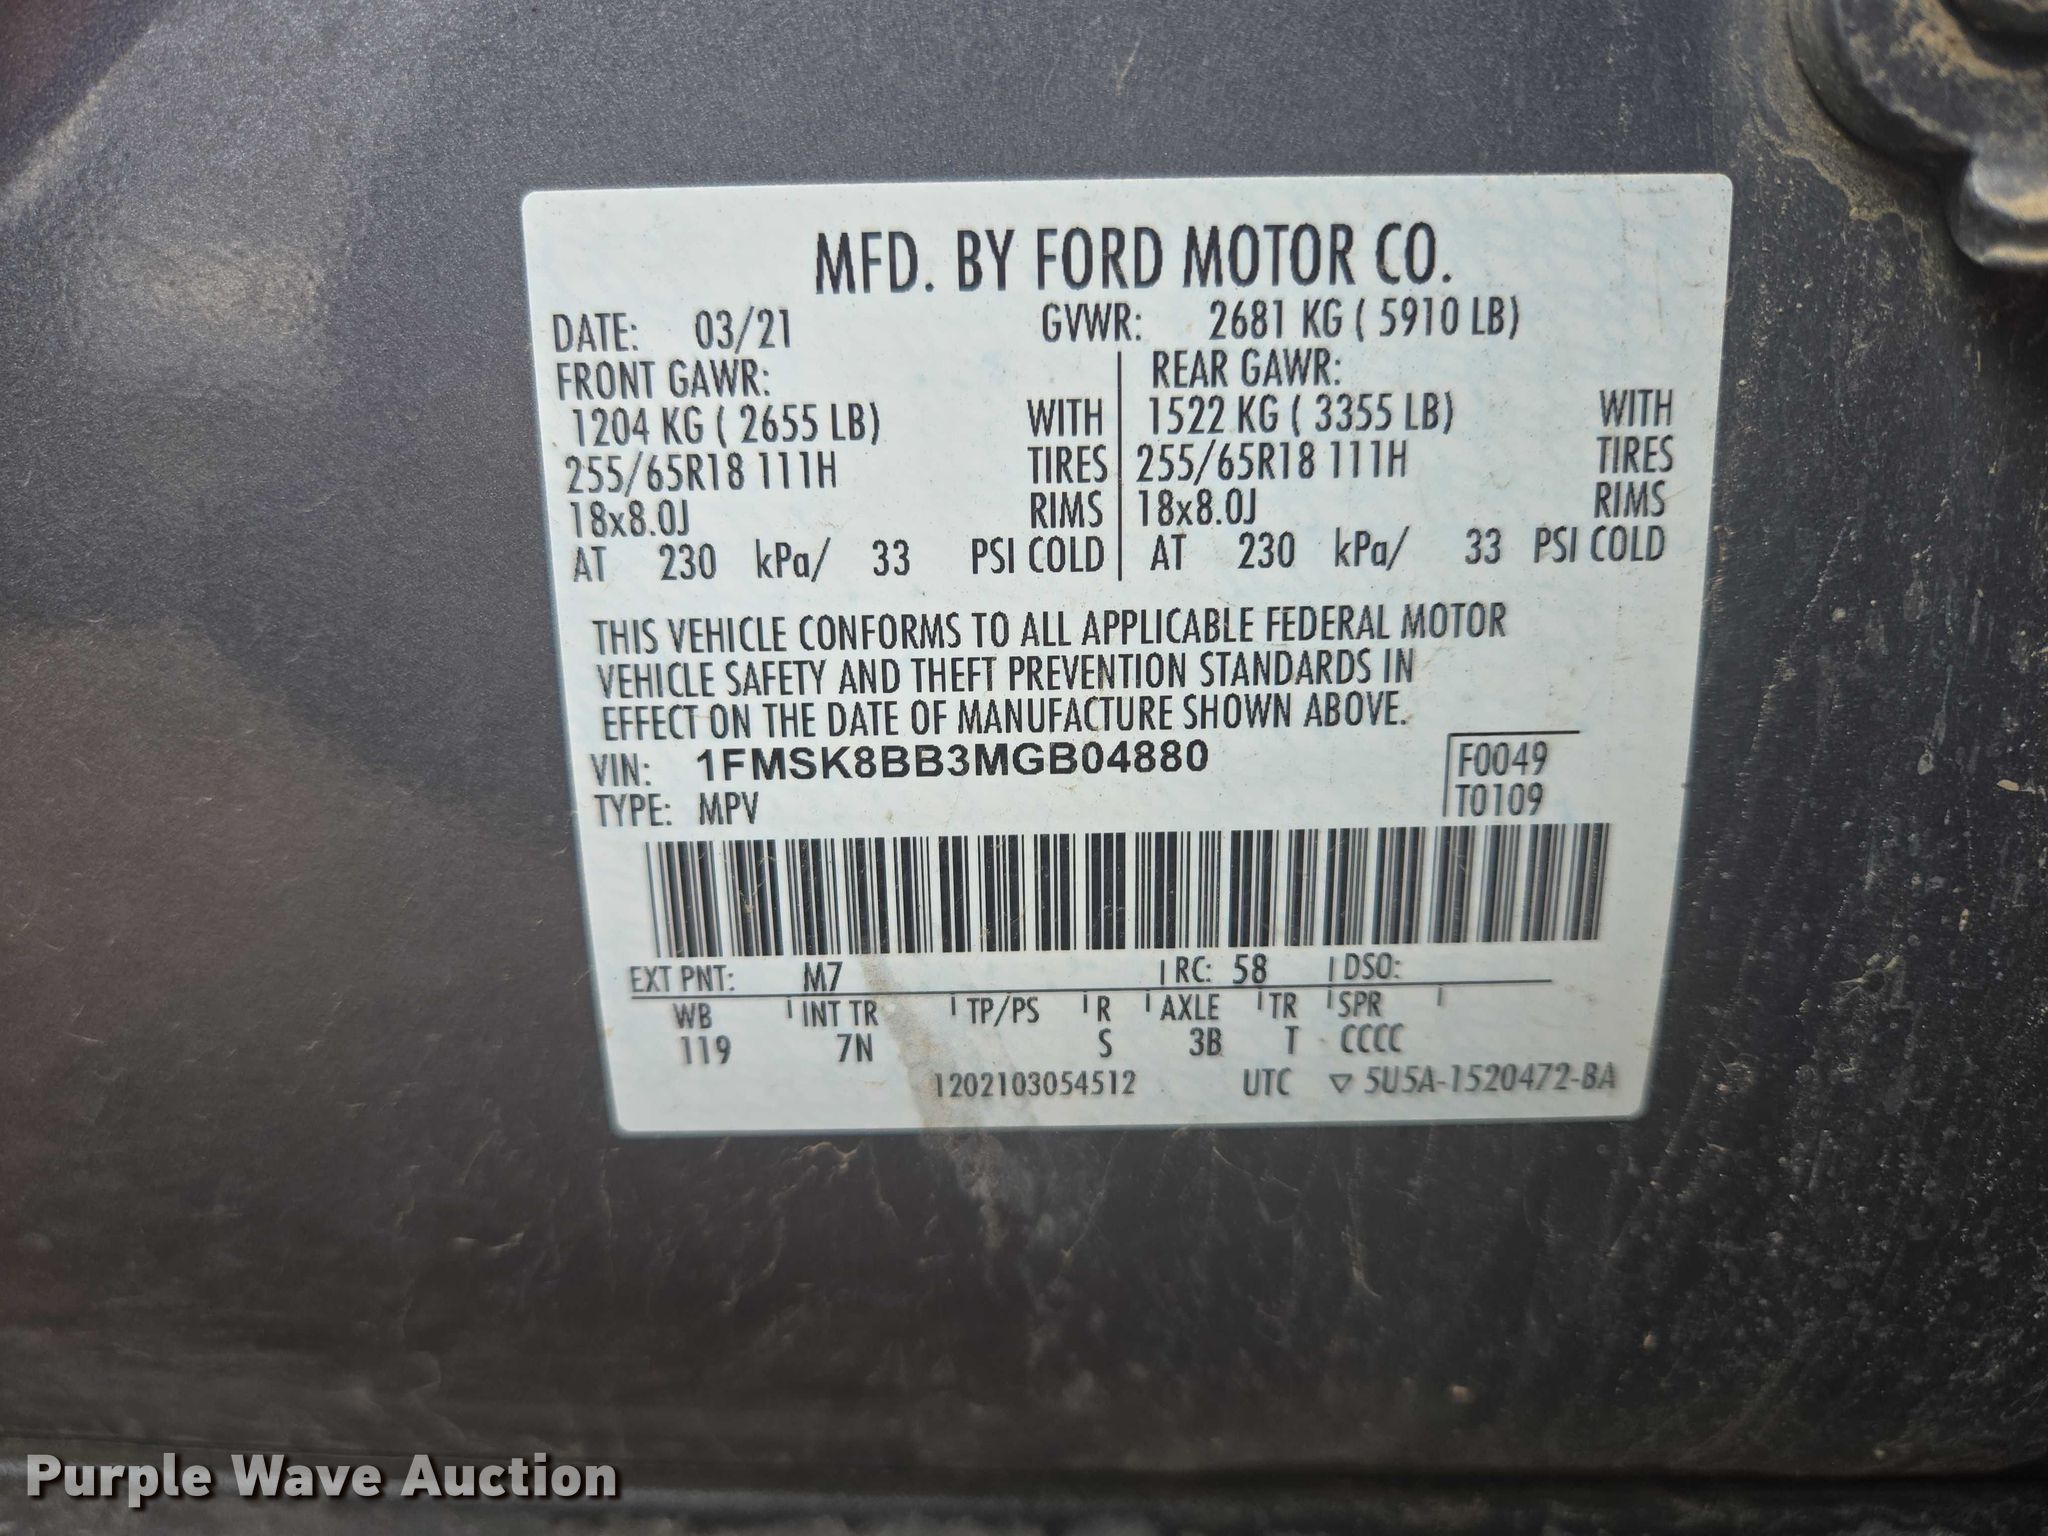 MFD. BY FORD MOTOR CO.
DATE: 03/21 GVWR: 2681 KG ( 5910 LB)
FRONT GAWR: REAR GAWR:
1204 KG ( 2655 LB) WITH 1522 KG ( 3355 LB) WITH
255/65R18 111H TIRES 255/65R18 111H TIRES
18x8.0J RIMS 18x8.0J RIMS
AT 230 kPa/ 33 PSI COLD AT 230 kPa/ 33 PSI COLD
THIS VEHICLE CONFORMS TO ALL APPLICABLE FEDERAL MOTOR
VEHICLE SAFETY AND THEFT PREVENTION STANDARDS IN
EFFECT ON THE DATE OF MANUFACTURE SHOWN ABOVE.
VIN: 1FMSK8BB3MGB04880 F0049
TYPE: MPV T0109
EXT PNT: M7 RC: 58 DSO:
WB INT TR TP/PS R AXLE TR SPR
119 7N S 3B T CCCC
1202103054512 UTC ▽ 5U5A-1520472-BA
Purple Wave Auction